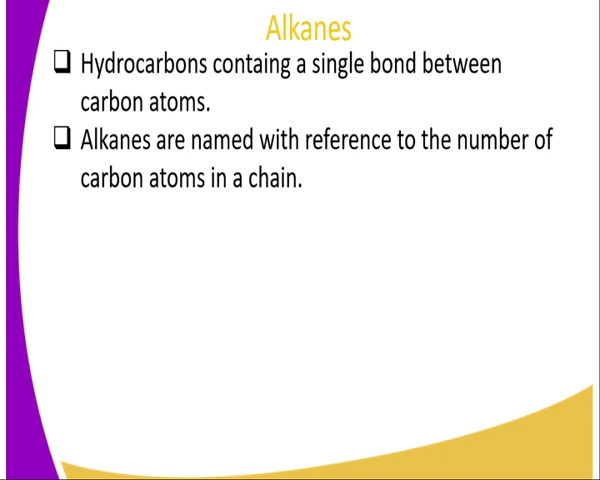 Alkanes
❑ Hydrocarbons containg a single bond between
carbon atoms.
❑ Alkanes are named with reference to the number of
carbon atoms in a chain.